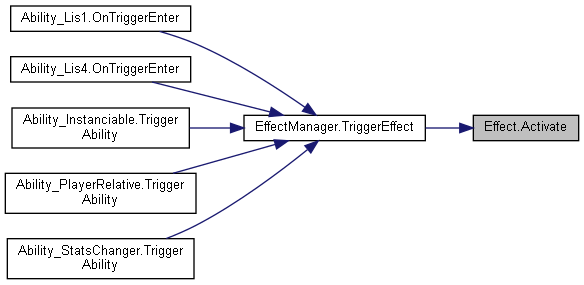 Ability_Lis1.OnTriggerEnter
Ability_Lis4.OnTriggerEnter
Ability_Instanciable.Trigger
Ability
Ability_PlayerRelative.Trigger
Ability
Ability_StatsChanger.Trigger
Ability
EffectManager.TriggerEffect
Effect.Activate